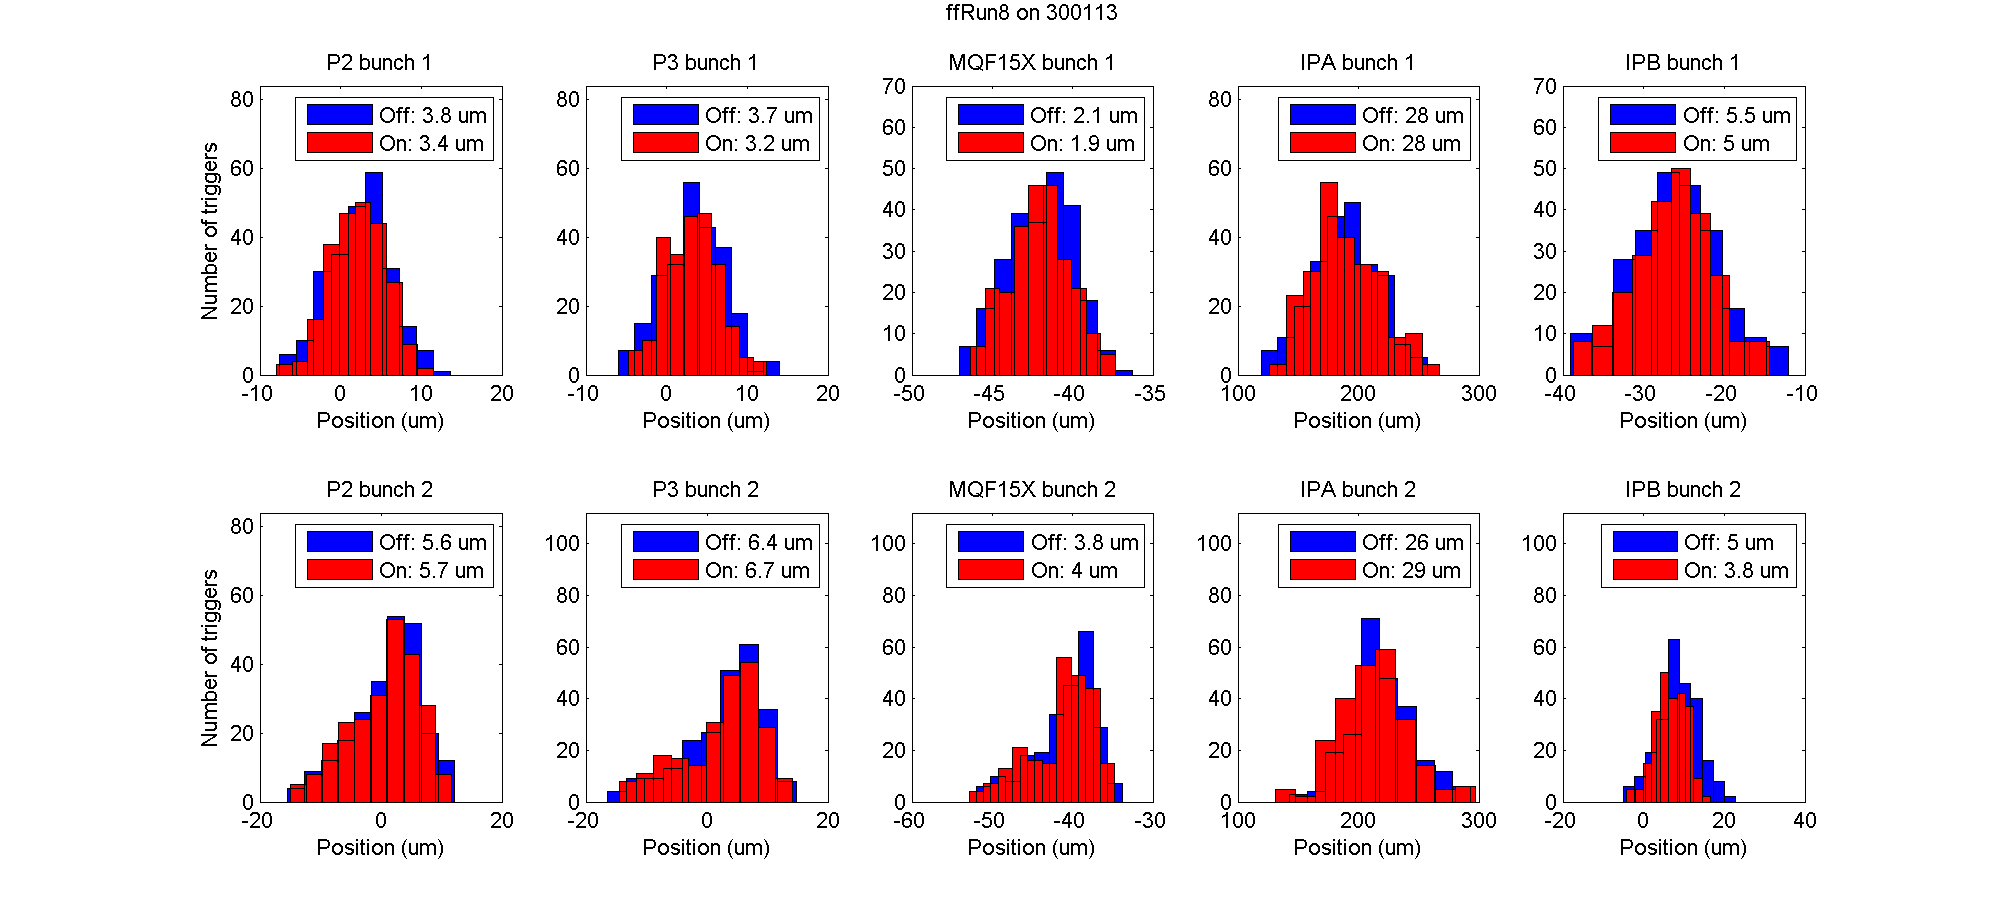 ffRun8 on 300113
P2 bunch 1
P3 bunch 1
MQF15X bunch 1
IPA bunch 1
IPB bunch 1
Off: 3.8 um
On: 3.4 um
Off: 3.7 um
On: 3.2 um
Off: 2.1 um
On: 1.9 um
Off: 28 um
On: 28 um
Off: 5.5 um
On: 5 um
Number of triggers
80
60
40
20
0
-10 0 10 20
Position (um)
80
60
40
20
0
-10 0 10 20
Position (um)
70
60
50
40
30
20
10
0
-50 -45 -40 -35
Position (um)
80
60
40
20
0
100 200 300
Position (um)
70
60
50
40
30
20
10
0
-40 -30 -20 -10
Position (um)
P2 bunch 2
P3 bunch 2
MQF15X bunch 2
IPA bunch 2
IPB bunch 2
Off: 5.6 um
On: 5.7 um
Off: 6.4 um
On: 6.7 um
Off: 3.8 um
On: 4 um
Off: 26 um
On: 29 um
Off: 5 um
On: 3.8 um
Number of triggers
80
60
40
20
0
-20 0 20
Position (um)
100
80
60
40
20
0
-20 0 20
Position (um)
100
80
60
40
20
0
-60 -50 -40 -30
Position (um)
100
80
60
40
20
0
100 200 300
Position (um)
100
80
60
40
20
0
-20 0 20 40
Position (um)